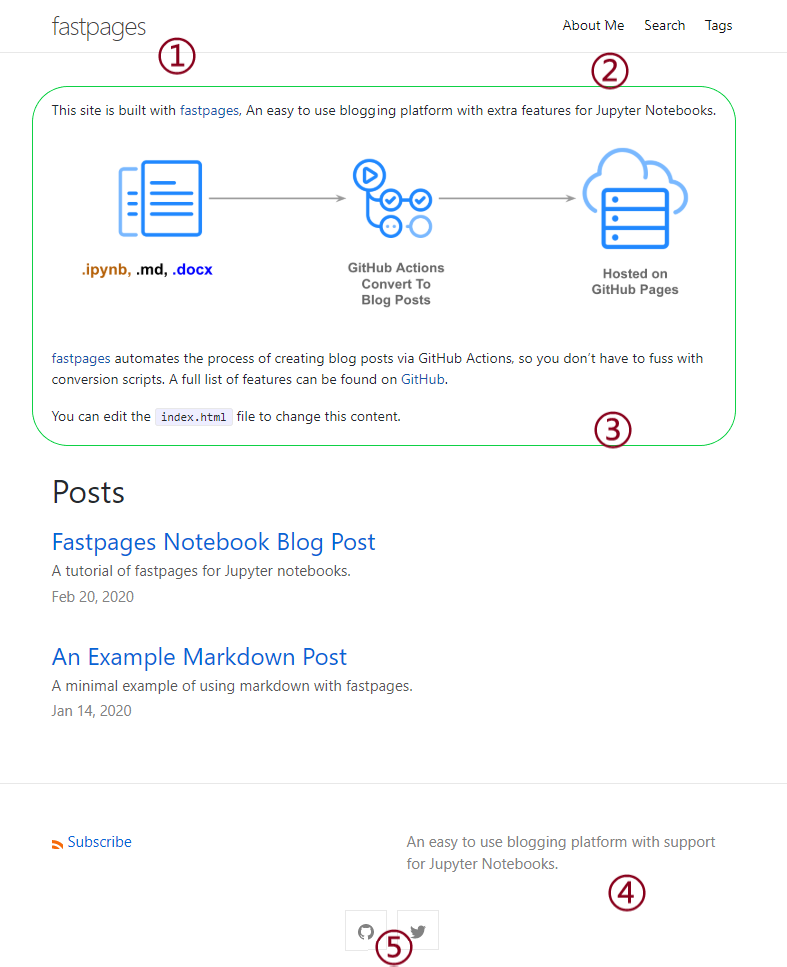 fastpages
About Me Search Tags
①
②
This site is built with fastpages, An easy to use blogging platform with extra features for Jupyter Notebooks.
.ipynb, .md, .docx
GitHub Actions
Convert To
Blog Posts
Hosted on
GitHub Pages
fastpages automates the process of creating blog posts via GitHub Actions, so you don’t have to fuss with
conversion scripts. A full list of features can be found on GitHub.
You can edit the index.html file to change this content.
③
Posts
Fastpages Notebook Blog Post
A tutorial of fastpages for Jupyter notebooks.
Feb 20, 2020
An Example Markdown Post
A minimal example of using markdown with fastpages.
Jan 14, 2020
Subscribe
An easy to use blogging platform with support
for Jupyter Notebooks.
④
⑤